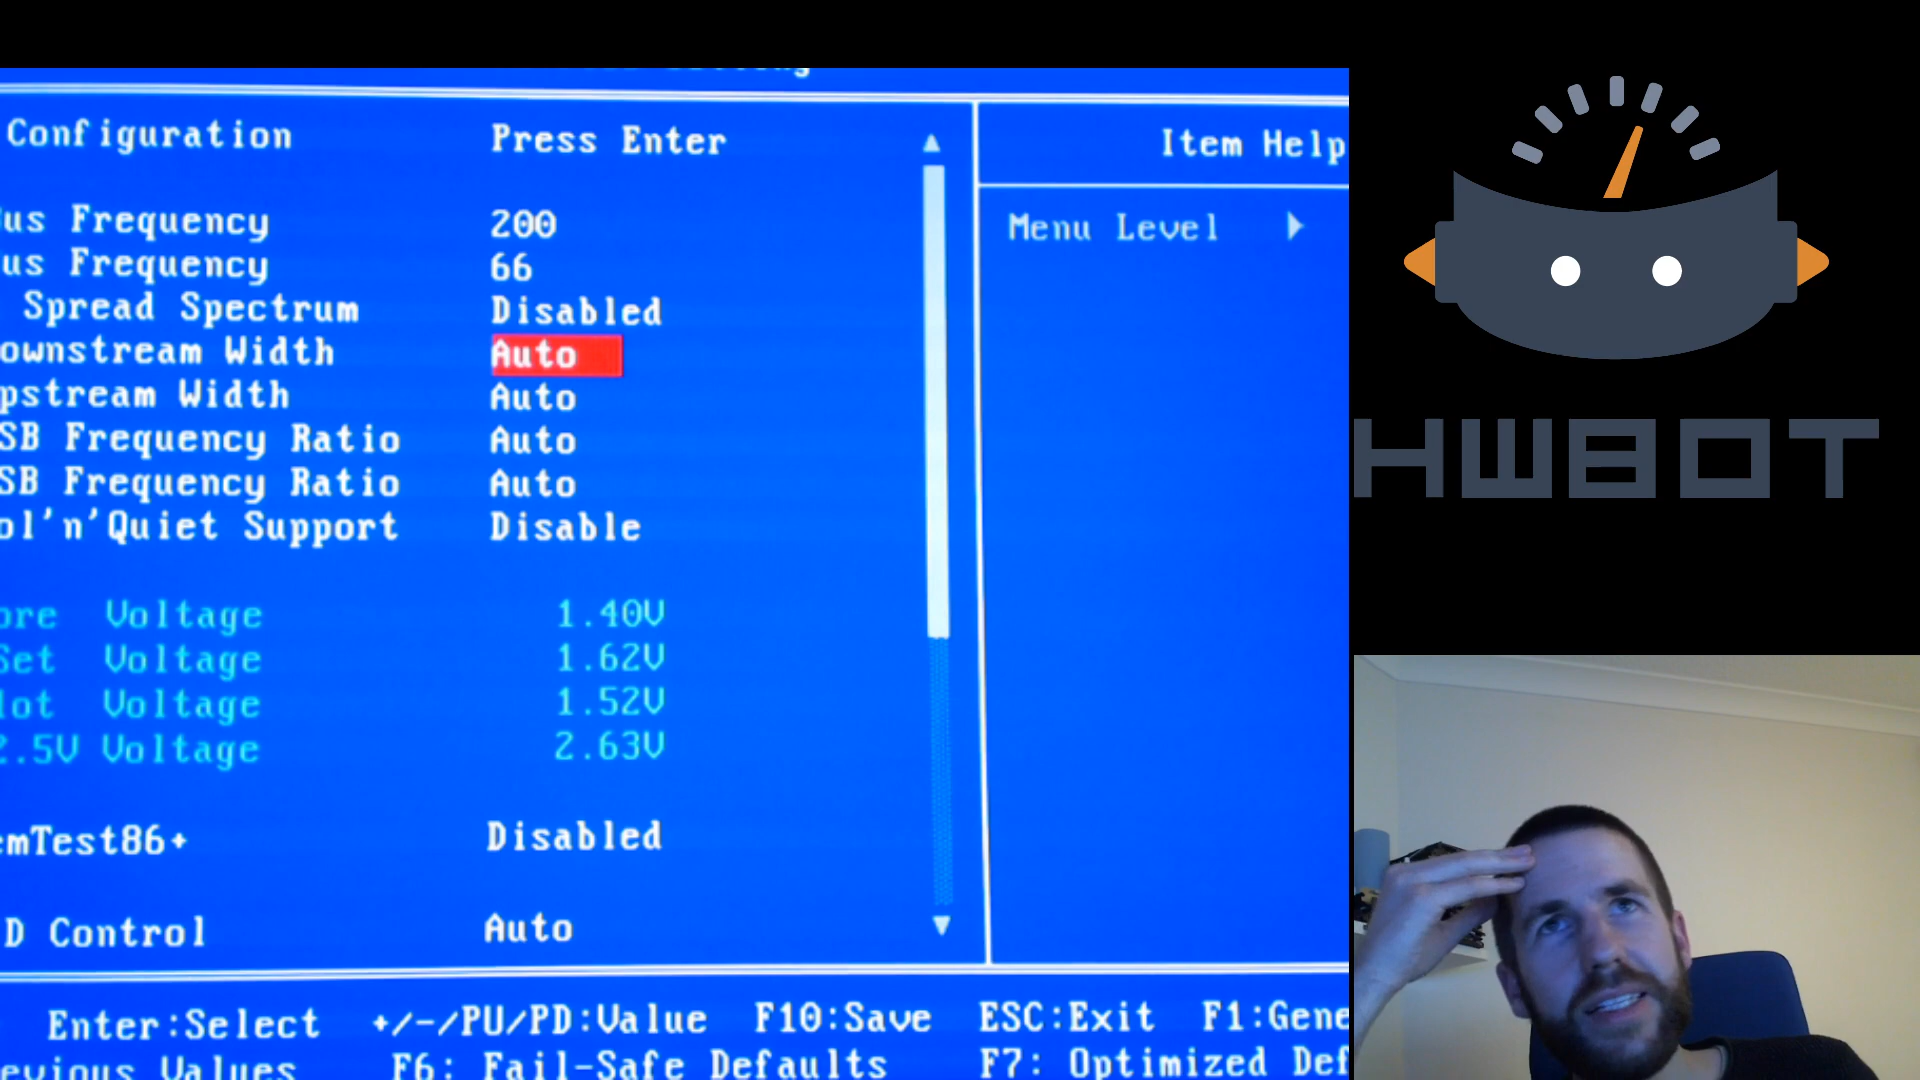 Configuration Press Enter
us Frequency 200
us Frequency 66
Spread Spectrum Disabled
ownstream Width Auto
pstream Width Auto
SB Frequency Ratio Auto
SB Frequency Ratio Auto
ol'n'Quiet Support Disable
ore Voltage 1.40V
Set Voltage 1.62V
lot Voltage 1.52V
2.5V Voltage 2.63V
emTest86+ Disabled
D Control Auto
Item Help
Menu Level
Enter:Select +/-/PU/PD:Value F10:Save ESC:Exit F1:Gene
evious Values F6: Fail-Safe Defaults F7: Optimized Def
HWBOT